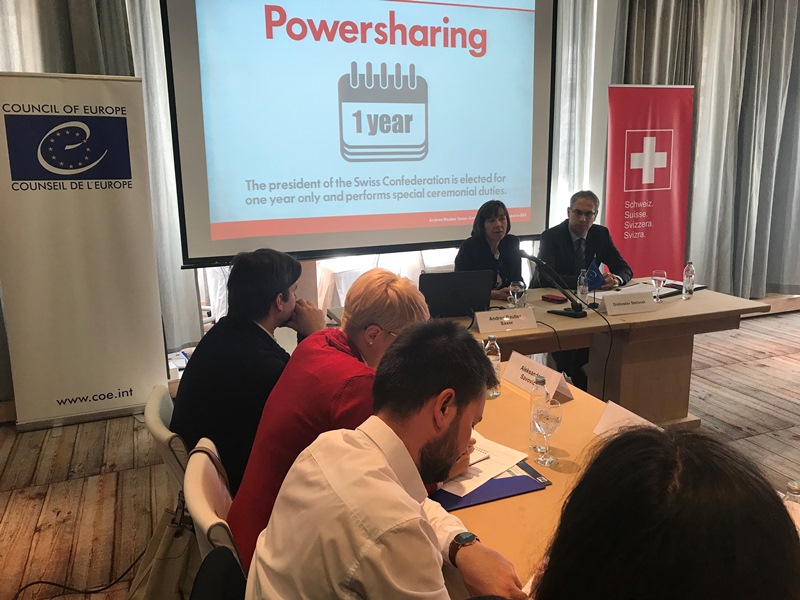 COUNCIL OF EUROPE
CONSEIL DE L'EUROPE
www.coe.int
Powersharing
1 year
The president of the Swiss Confederation is elected for
one year only and performs special ceremonial duties.
Schweiz.
Suisse.
Svizzera.
Svizra.